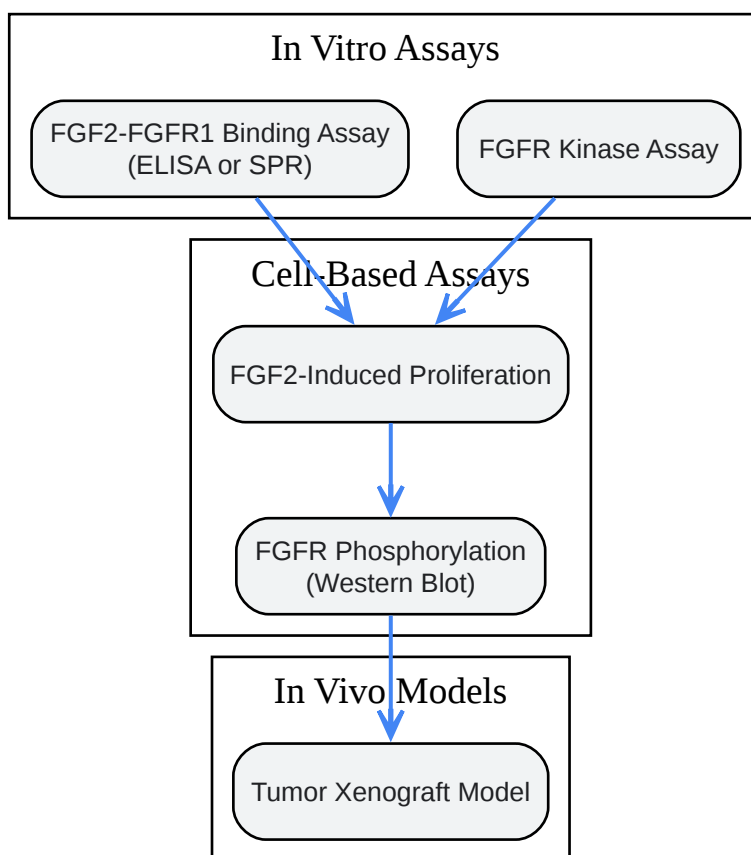 In Vitro Assays
FGF2-FGFR1 Binding Assay
(ELISA or SPR)
FGFR Kinase Assay
Cell-Based Assays
FGF2-Induced Proliferation
FGFR Phosphorylation
(Western Blot)
In Vivo Models
Tumor Xenograft Model